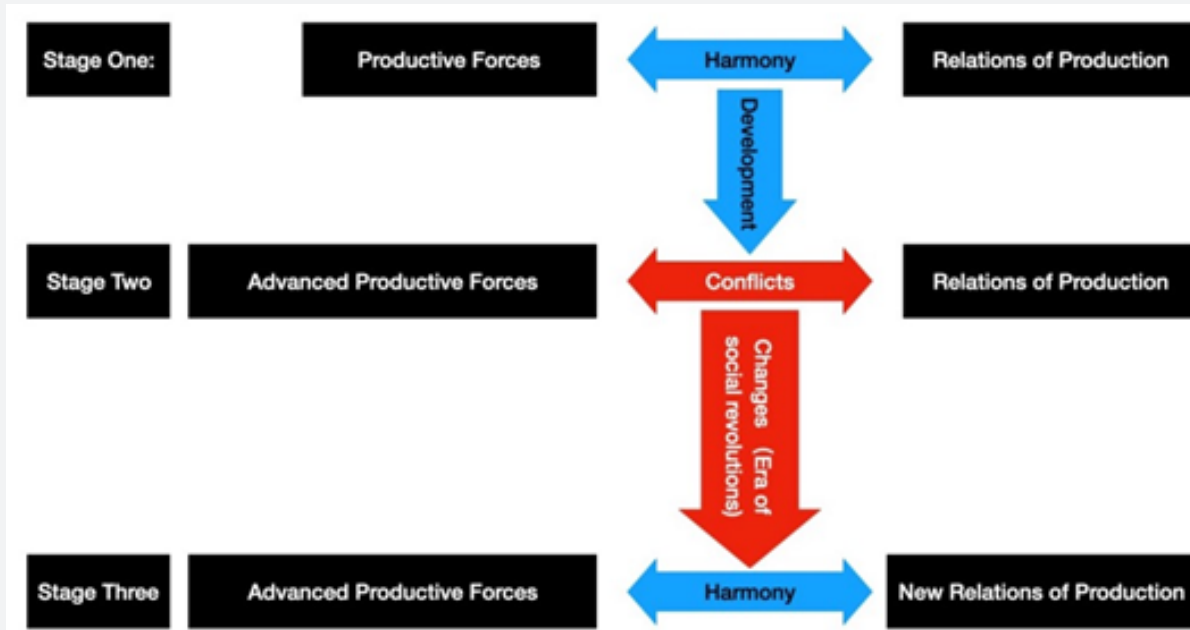 Stage One:
Productive Forces
Harmony
Relations of Production
Development
Stage Two
Advanced Productive Forces
Conflicts
Relations of Production
Changes (Era of
social revolutions)
Stage Three
Advanced Productive Forces
Harmony
New Relations of Production